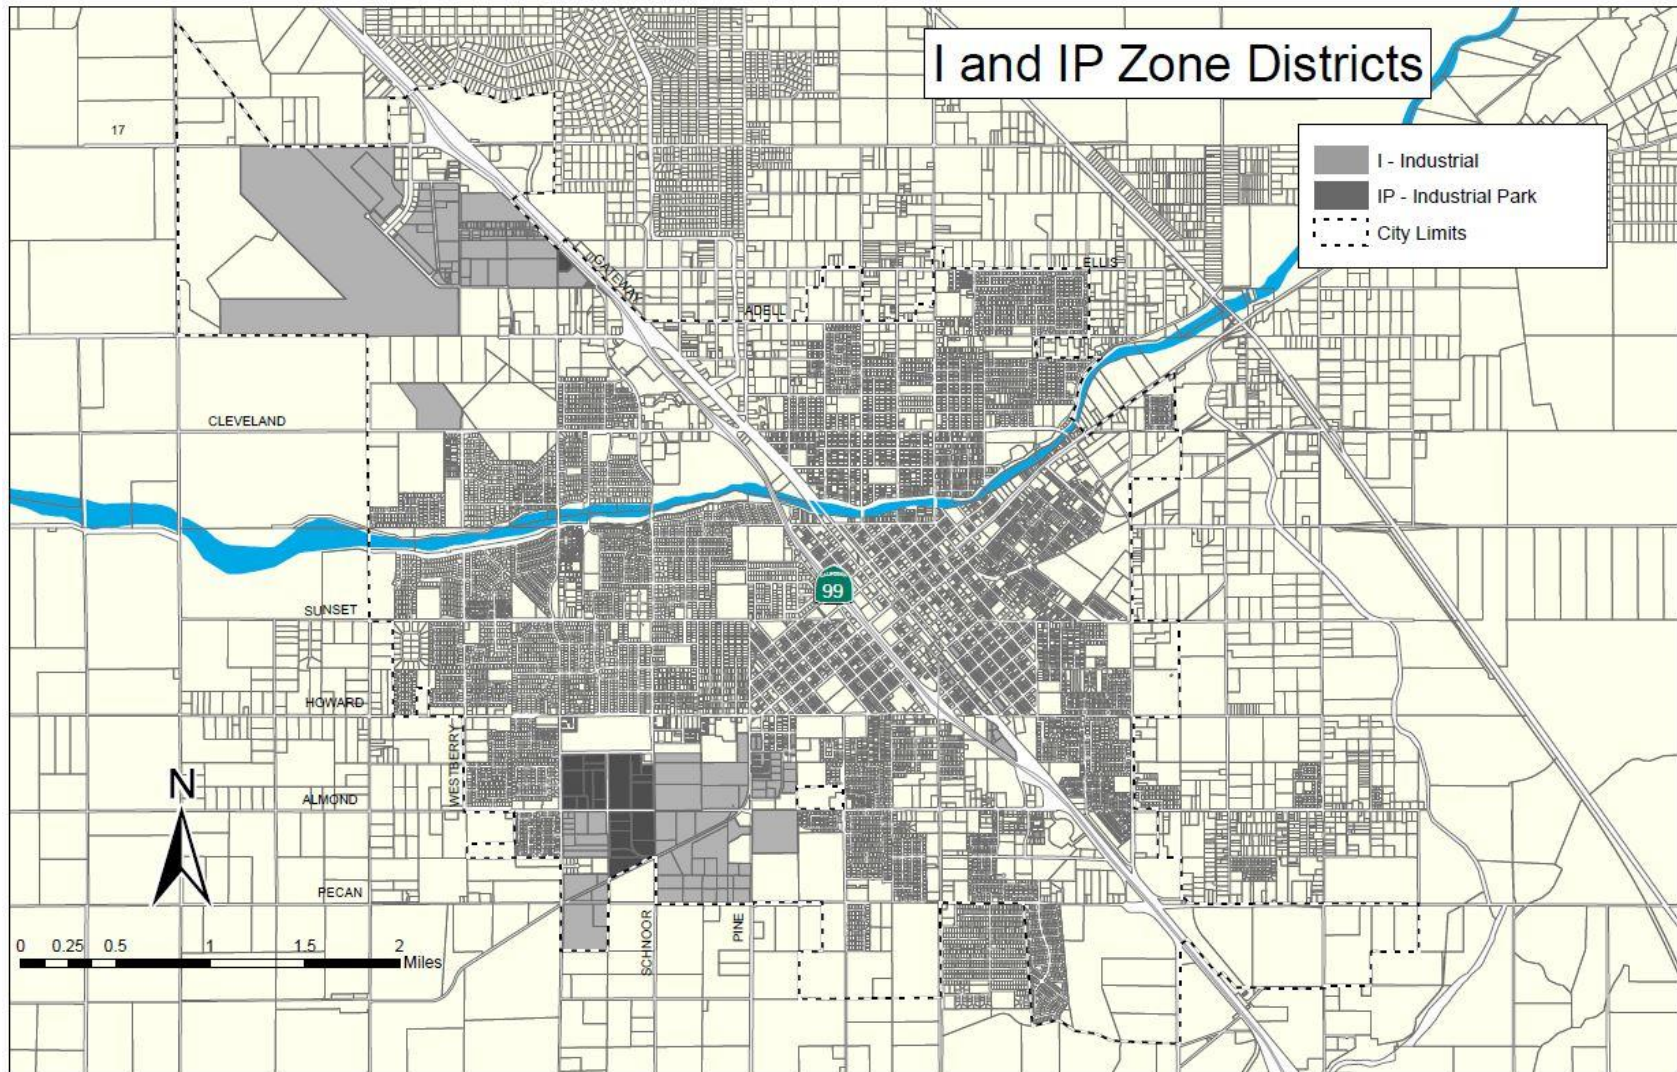 I and IP Zone Districts
17
I - Industrial
IP - Industrial Park
City Limits
GATEWAY
ELLIS
ADELL
CLEVELAND
99
SUNSET
HOWARD
WESTBERRY
N
ALMOND
PECAN
SCHNOOR
PINE
0 0.25 0.5 1 1.5 2
Miles